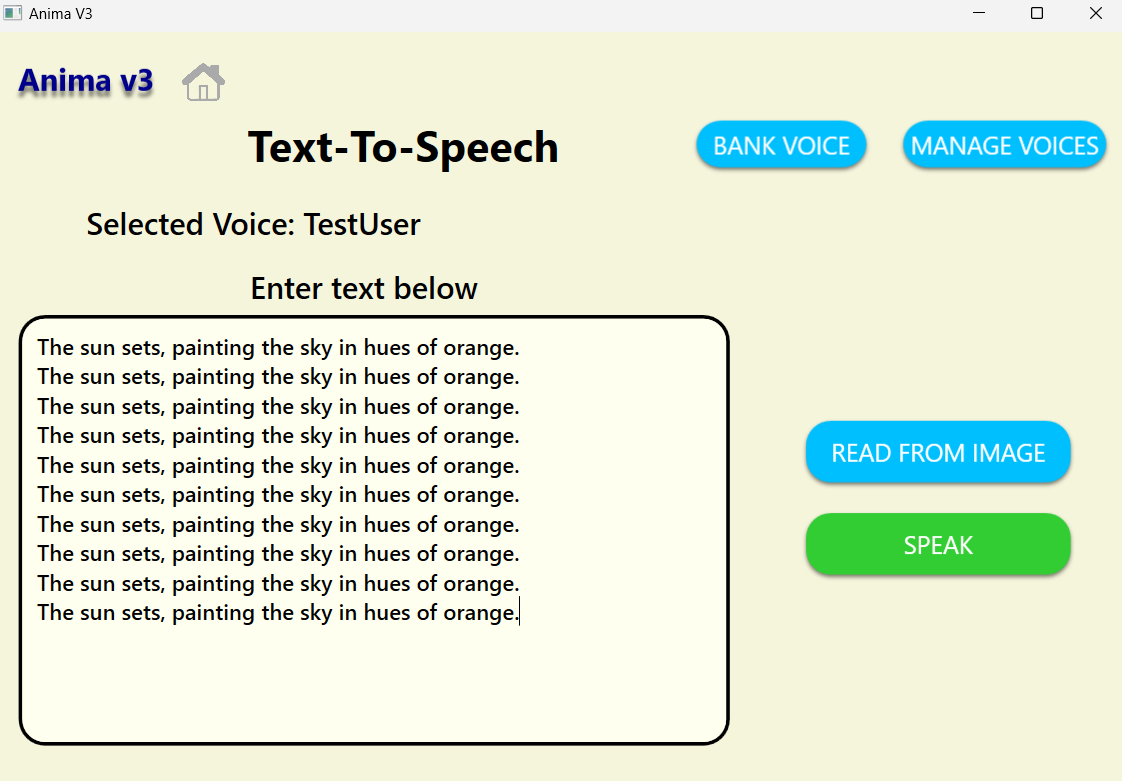 Anima V3
Anima v3
Text-To-Speech
BANK VOICE
MANAGE VOICES
Selected Voice: TestUser
Enter text below
The sun sets, painting the sky in hues of orange.
The sun sets, painting the sky in hues of orange.
The sun sets, painting the sky in hues of orange.
The sun sets, painting the sky in hues of orange.
The sun sets, painting the sky in hues of orange.
The sun sets, painting the sky in hues of orange.
The sun sets, painting the sky in hues of orange.
The sun sets, painting the sky in hues of orange.
The sun sets, painting the sky in hues of orange.
The sun sets, painting the sky in hues of orange.
READ FROM IMAGE
SPEAK